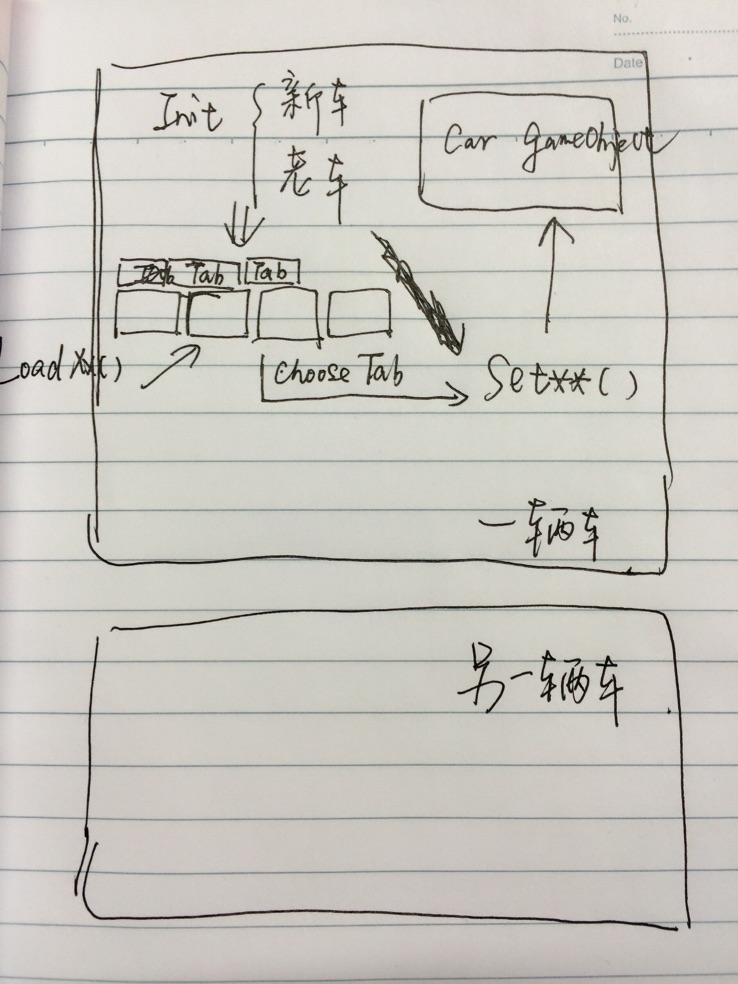 No.
Date
Init { 新车
老车
Car GameObject
Tab Tab Tab
Load**()
Choose Tab
Set**()
一辆车
另一辆车